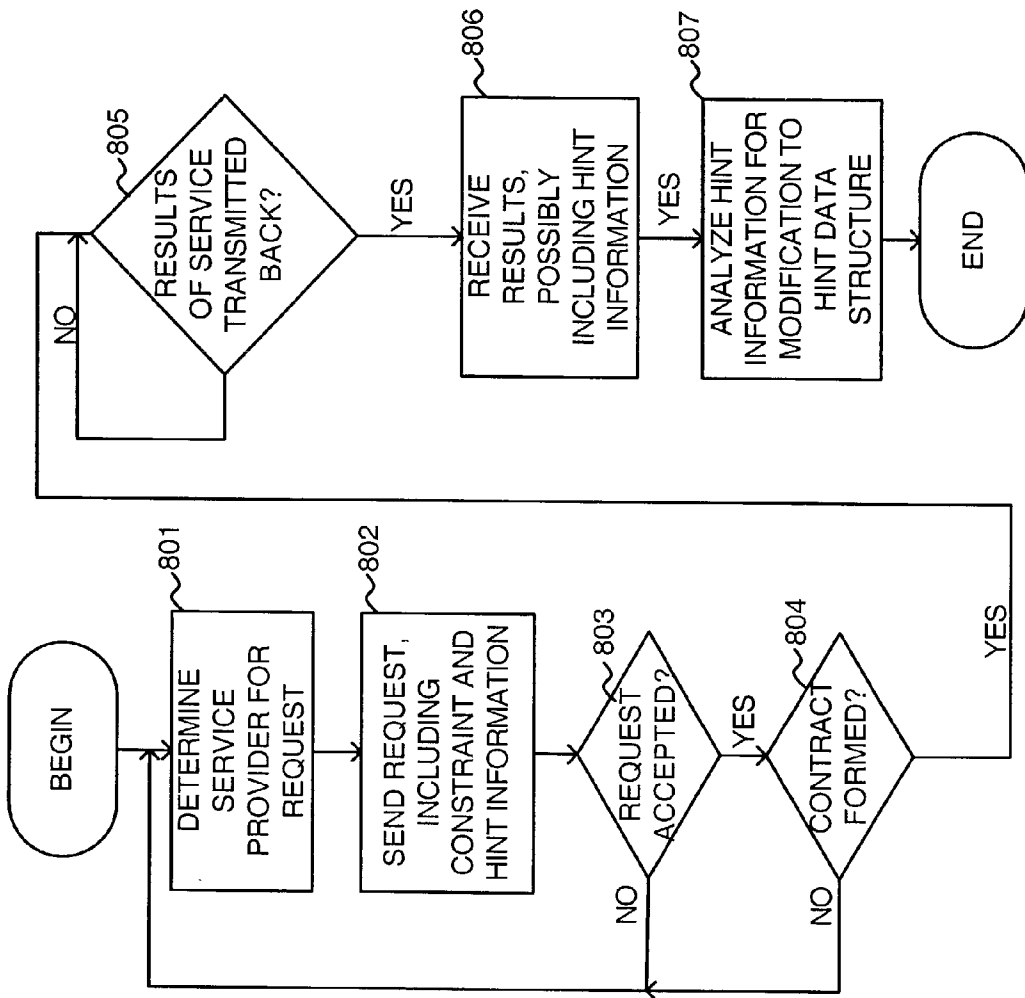 BEGIN
801
DETERMINE
SERVICE
PROVIDER FOR
REQUEST
802
SEND REQUEST,
INCLUDING
CONSTRAINT AND
HINT INFORMATION
803
REQUEST
ACCEPTED?
NO
YES
804
CONTRACT
FORMED?
NO
YES
805
RESULTS
OF SERVICE
TRANSMITTED
BACK?
NO
YES
806
RECEIVE
RESULTS,
POSSIBLY
INCLUDING HINT
INFORMATION
YES
807
ANALYZE HINT
INFORMATION FOR
MODIFICATION TO
HINT DATA
STRUCTURE
END